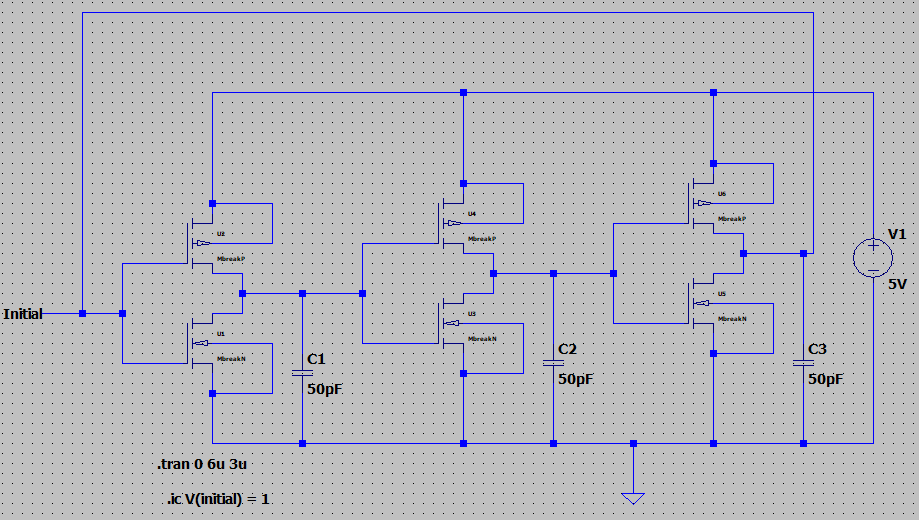 U6
MbreakP
U4
MbreakP
U2
MbreakP
V1
5V
U5
MbreakN
Initial
U3
MbreakN
U1
MbreakN
C1
50pF
C2
50pF
C3
50pF
.tran 0 6u 3u
.ic V(initial) = 1